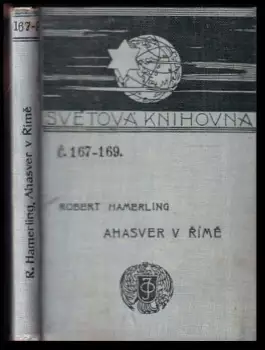 167-
R. Hamerling, Ahasver v Římě
SVĚTOVÁ KNIHOVNA
Č. 167-169.
ROBERT HAMERLING
AHASVER V ŘÍMĚ